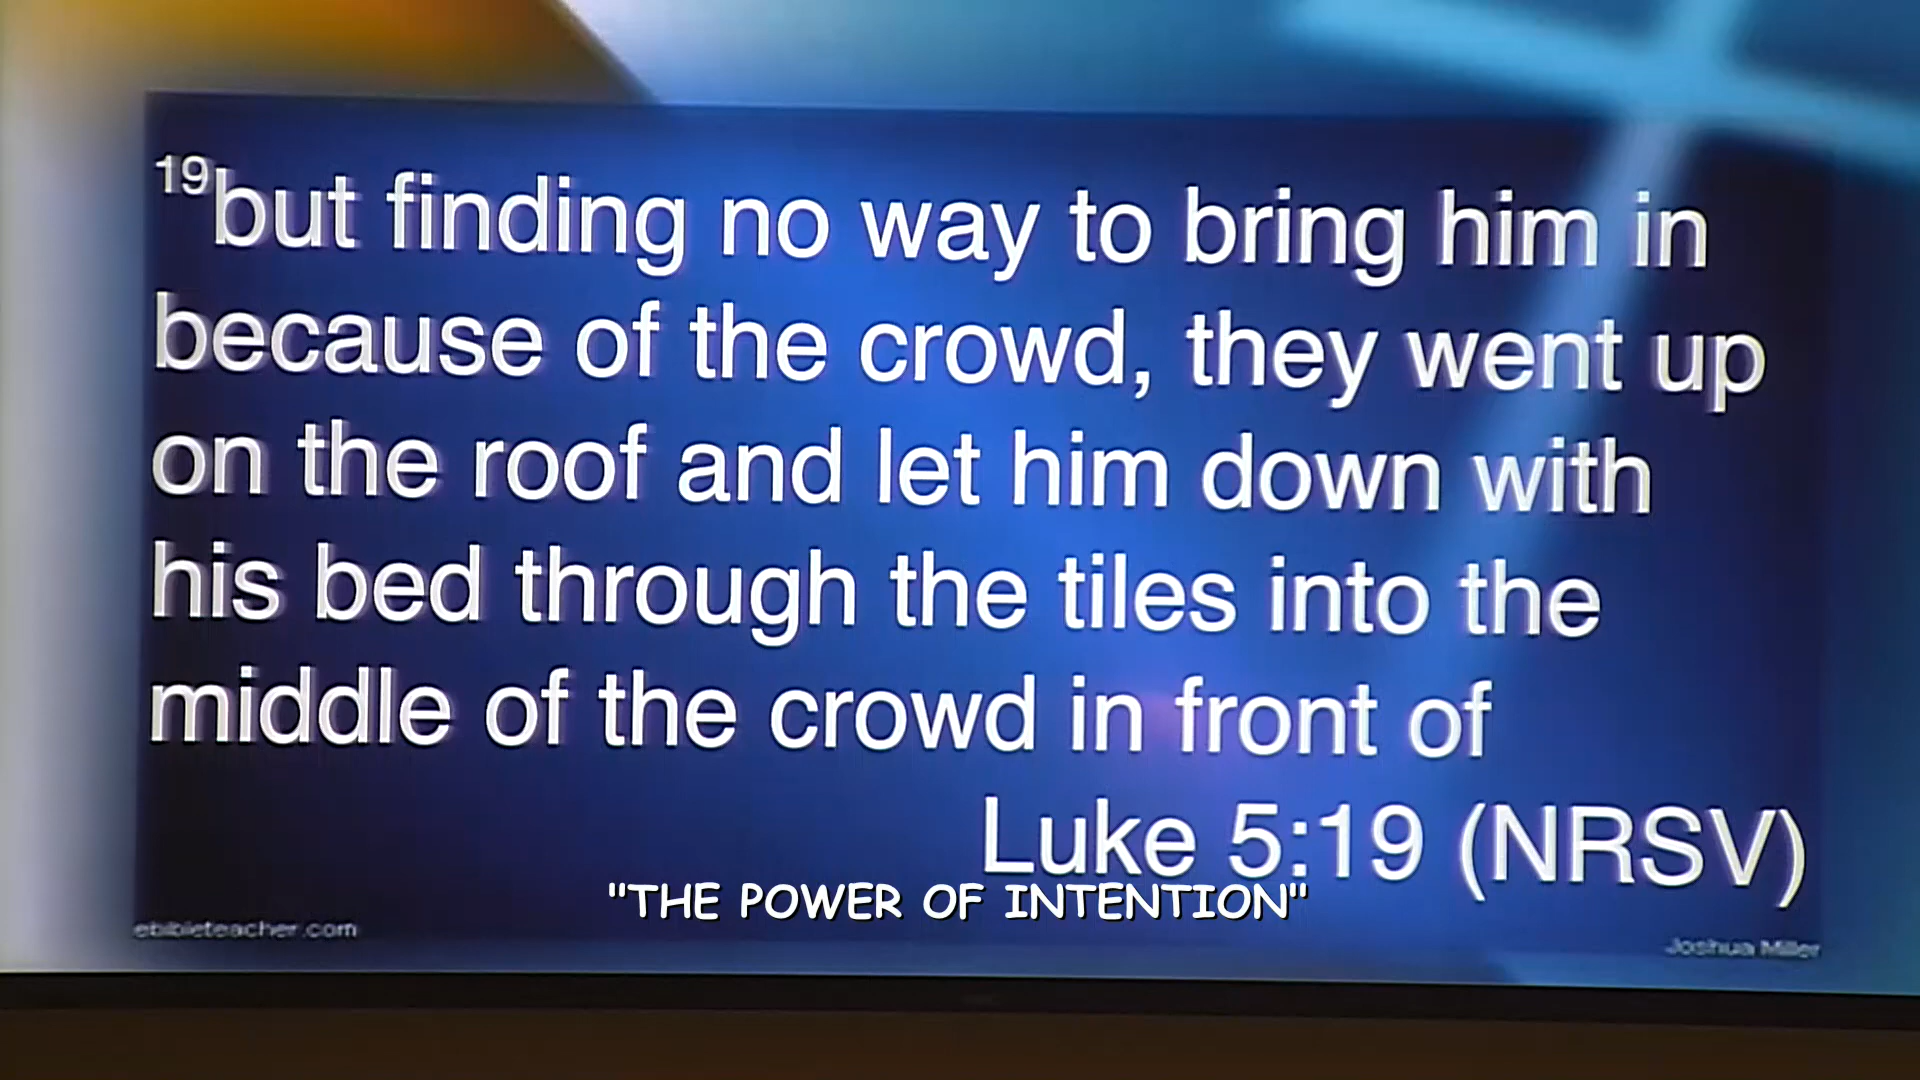 19but finding no way to bring him in
because of the crowd, they went up
on the roof and let him down with
his bed through the tiles into the
middle of the crowd in front of
Luke 5:19 (NRSV)
"THE POWER OF INTENTION"
ebibleteacher.com
Joshua Miller